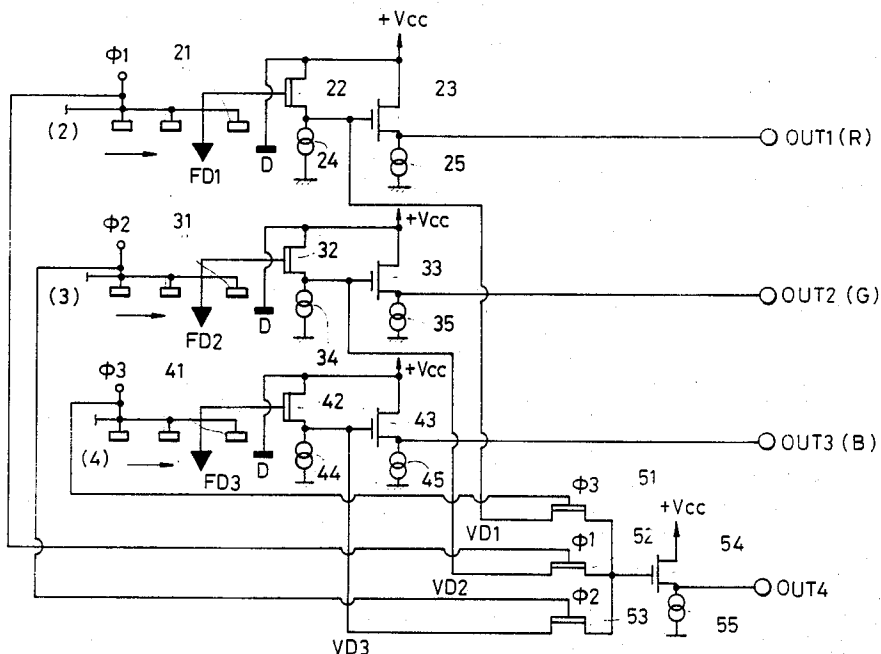 +Vcc
Φ1 21
22 23
(2)
FD1 D 24 25
OUT1(R)
Φ2 31
+Vcc
32 33
(3)
FD2 D 34 35
OUT2 (G)
Φ3 41
+Vcc
42 43
(4)
FD3 D 44 45
OUT3 (B)
Φ3 51
VD1
+Vcc
Φ1 52 54
VD2
OUT4
Φ2 53 55
VD3